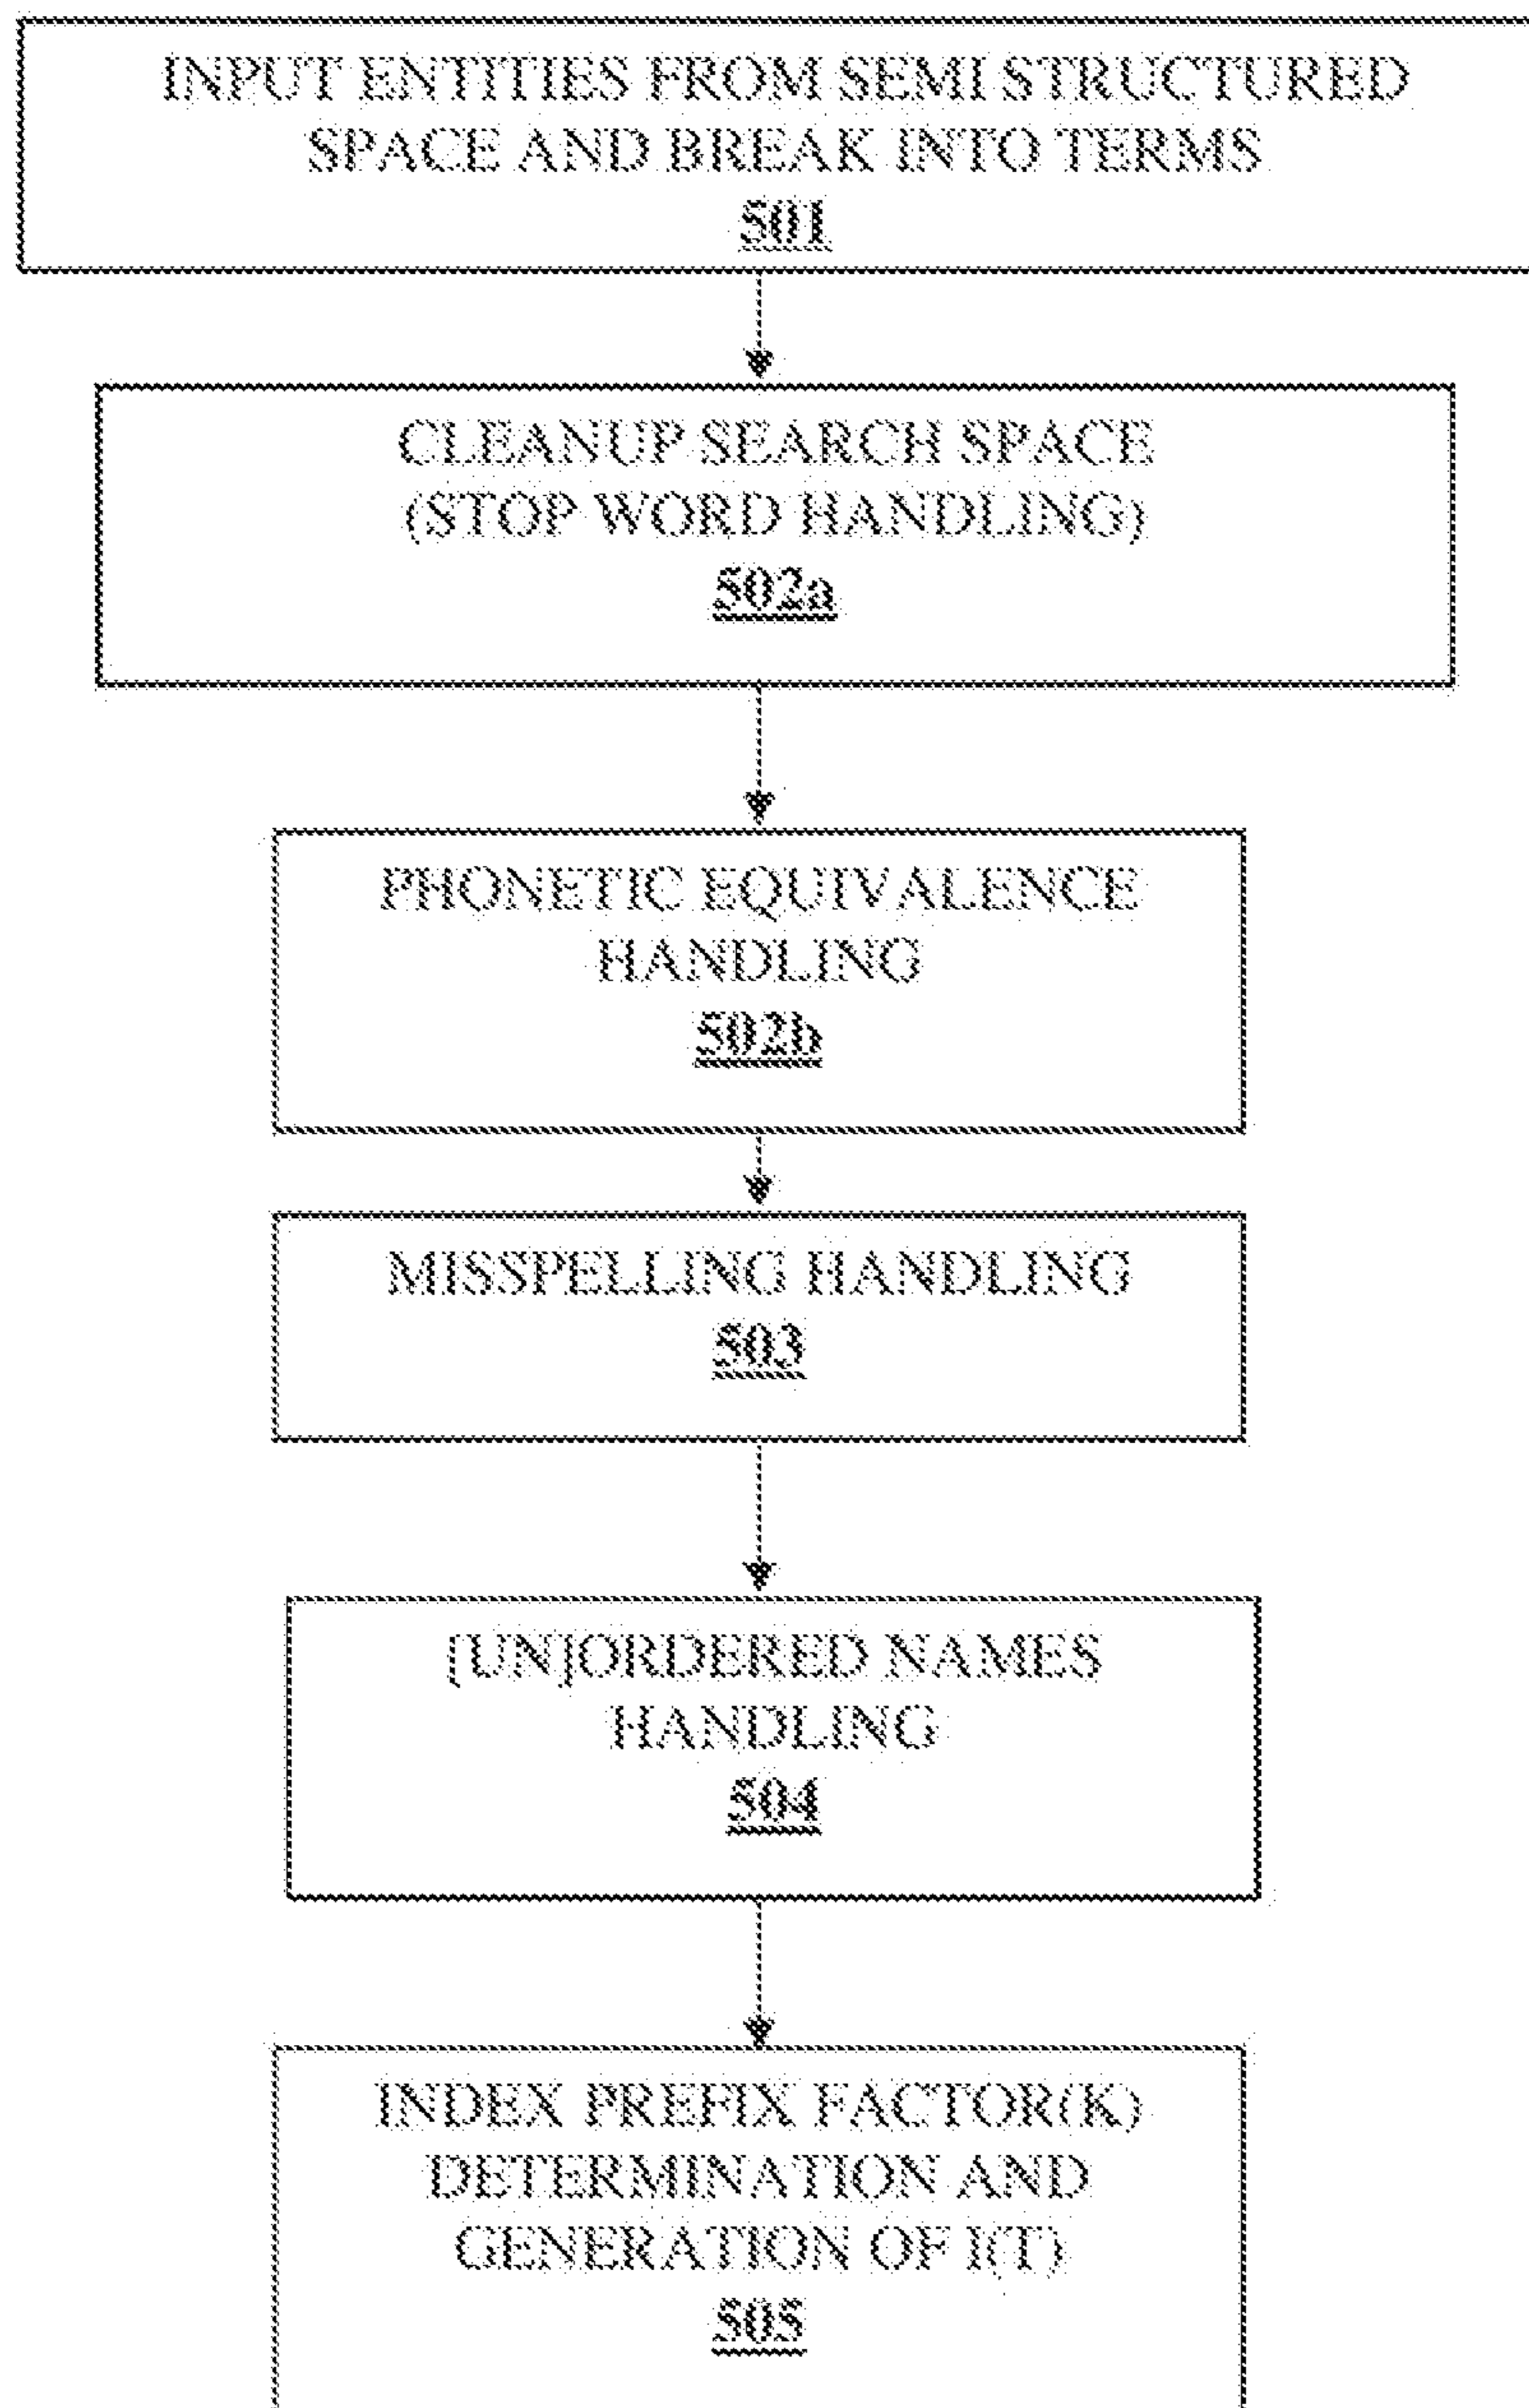 INPUT ENTITIES FROM SEMI STRUCTURED
SPACE AND BREAK INTO TERMS
501
CLEANUP SEARCH SPACE
(STOP WORD HANDLING)
502a
PHONETIC EQUIVALENCE
HANDLING
502b
MISSPELLING HANDLING
503
[UN]ORDERED NAMES
HANDLING
504
INDEX PREFIX FACTOR(K)
DETERMINATION AND
GENERATION OF I(T)
505